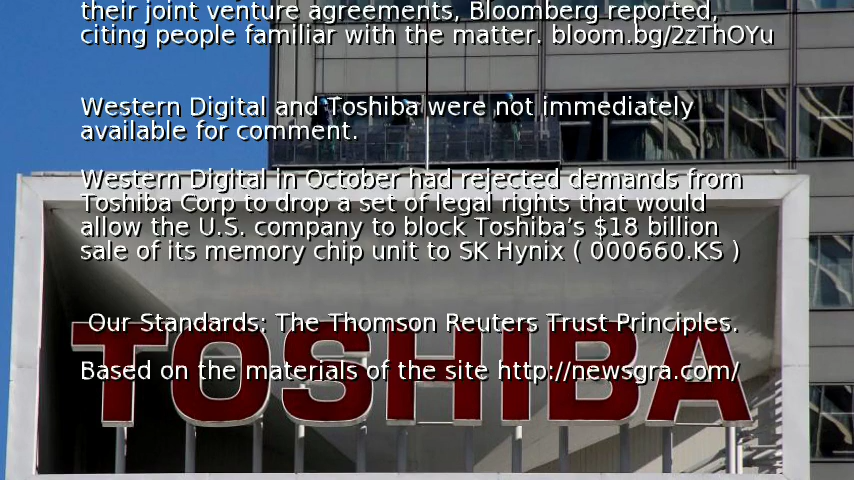 their joint venture agreements, Bloomberg reported,
citing people familiar with the matter. bloom.bg/2zThOYu
Western Digital and Toshiba were not immediately
available for comment.
Western Digital in October had rejected demands from
Toshiba Corp to drop a set of legal rights that would
allow the U.S. company to block Toshiba’s $18 billion
sale of its memory chip unit to SK Hynix ( 000660.KS )
Our Standards: The Thomson Reuters Trust Principles.
TOSHIBA
Based on the materials of the site http://newsgra.com/